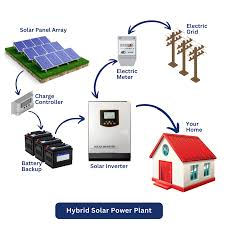 Solar Panel Array
Electric
Grid
Electric
Meter
Charge
Controller
Your
Home
Battery
Backup
Solar Inverter
Hybrid Solar Power Plant